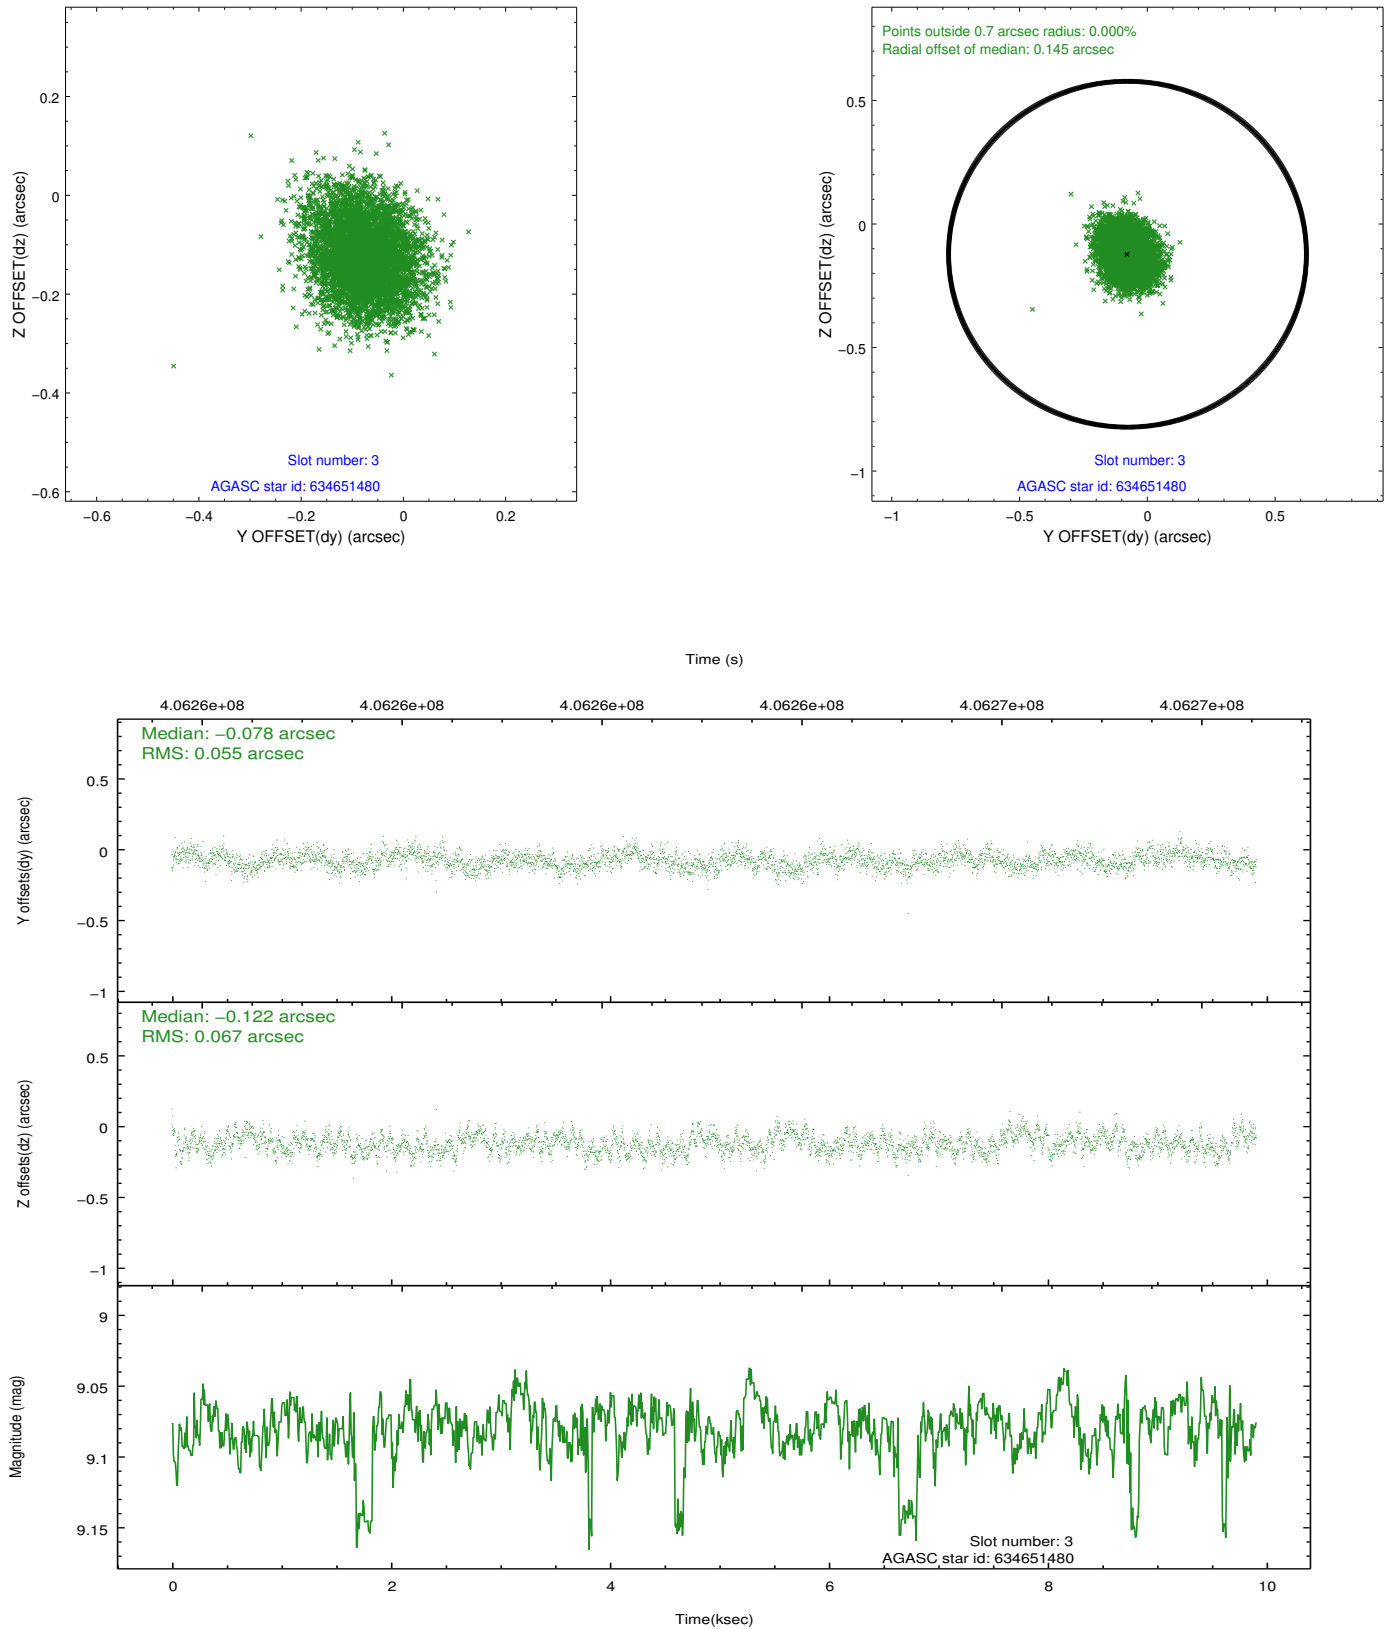 0.2
0
−0.2
−0.4
−0.6
Z OFFSET(dz) (arcsec)
Slot number: 3
AGASC star id: 634651480
−0.6
−0.4
−0.2
0
0.2
Y OFFSET(dy) (arcsec)
Points outside 0.7 arcsec radius: 0.000%
Radial offset of median: 0.145 arcsec
0.5
0
−0.5
−1
Z OFFSET(dz) (arcsec)
Slot number: 3
AGASC star id: 634651480
−1
−0.5
0
0.5
Y OFFSET(dy) (arcsec)
Time (s)
4.0626e+08
4.0626e+08
4.0626e+08
4.0626e+08
4.0627e+08
4.0627e+08
Median: −0.078 arcsec
RMS: 0.055 arcsec
0.5
0
−0.5
−1
Y offsets(dy) (arcsec)
Median: −0.122 arcsec
RMS: 0.067 arcsec
0.5
0
−0.5
−1
Z offsets(dz) (arcsec)
9
9.05
9.1
9.15
Magnitude (mag)
Slot number: 3
AGASC star id: 634651480
0
2
4
6
8
10
Time(ksec)